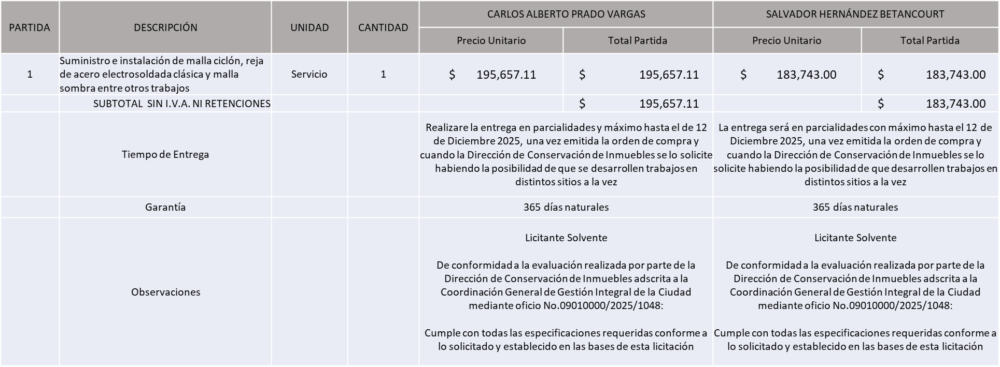 PARTIDA
DESCRIPCIÓN
UNIDAD
CANTIDAD
CARLOS ALBERTO PRADO VARGAS
SALVADOR HERNÁNDEZ BETANCOURT
Precio Unitario
Total Partida
Precio Unitario
Total Partida
1
Suministro e instalación de malla ciclón, reja
de acero electrosoldada clásica y malla
sombra entre otros trabajos
Servicio
1
$ 195,657.11
$ 195,657.11
$ 183,743.00
$ 183,743.00
SUBTOTAL SIN I.V.A. NI RETENCIONES
$ 195,657.11
$ 183,743.00
Tiempo de Entrega
Realizare la entrega en parcialidades y máximo hasta el de 12
de Diciembre 2025, una vez emitida la orden de compra y
cuando la Dirección de Conservación de Inmuebles se lo solicite
habiendo la posibilidad de que se desarrollen trabajos en
distintos sitios a la vez
La entrega será en parcialidades con máximo hasta el 12 de
Diciembre 2025, una vez emitida la orden de compra y
cuando la Dirección de Conservación de Inmuebles se lo
solicite habiendo la posibilidad de que desarrollen trabajos en
distintos sitios a la vez
Garantía
365 días naturales
365 días naturales
Observaciones
Licitante Solvente
De conformidad a la evaluación realizada por parte de la
Dirección de Conservación de Inmuebles adscrita a la
Coordinación General de Gestión Integral de la Ciudad
mediante oficio No.09010000/2025/1048:
Cumple con todas las especificaciones requeridas conforme a
lo solicitado y establecido en las bases de esta licitación
Licitante Solvente
De conformidad a la evaluación realizada por parte de la
Dirección de Conservación de Inmuebles adscrita a la
Coordinación General de Gestión Integral de la Ciudad
mediante oficio No.09010000/2025/1048:
Cumple con todas las especificaciones requeridas conforme a
lo solicitado y establecido en las bases de esta licitación